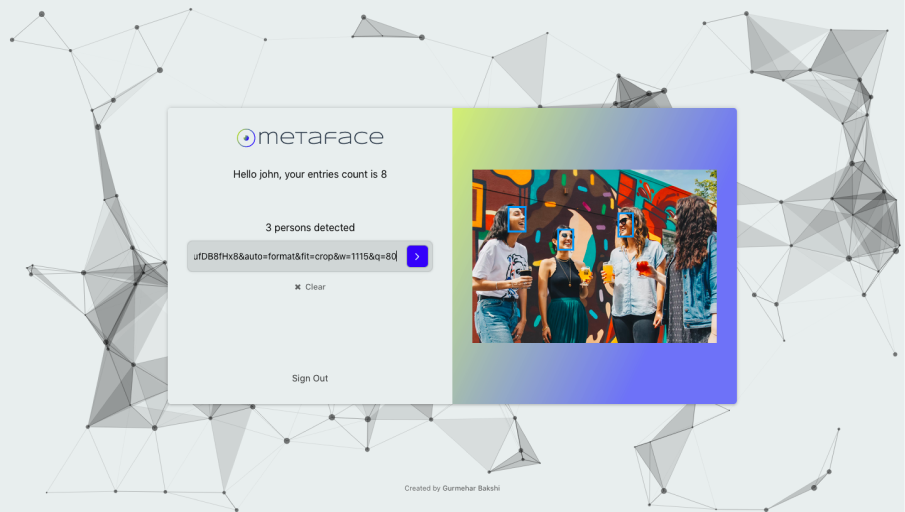 metaface
Hello john, your entries count is 8
3 persons detected
ufDB8fHx8&auto=format&fit=crop&w=1115&q=80
Clear
Sign Out
Created by Gurmehar Bakshi